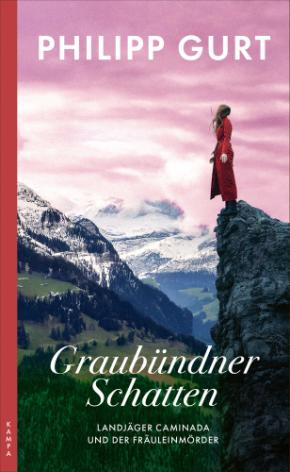 PHILIPP GURT
Graubündner
Schatten
LANDJÄGER CAMINADA
UND DER FRÄULEINMÖRDER
KAMPA